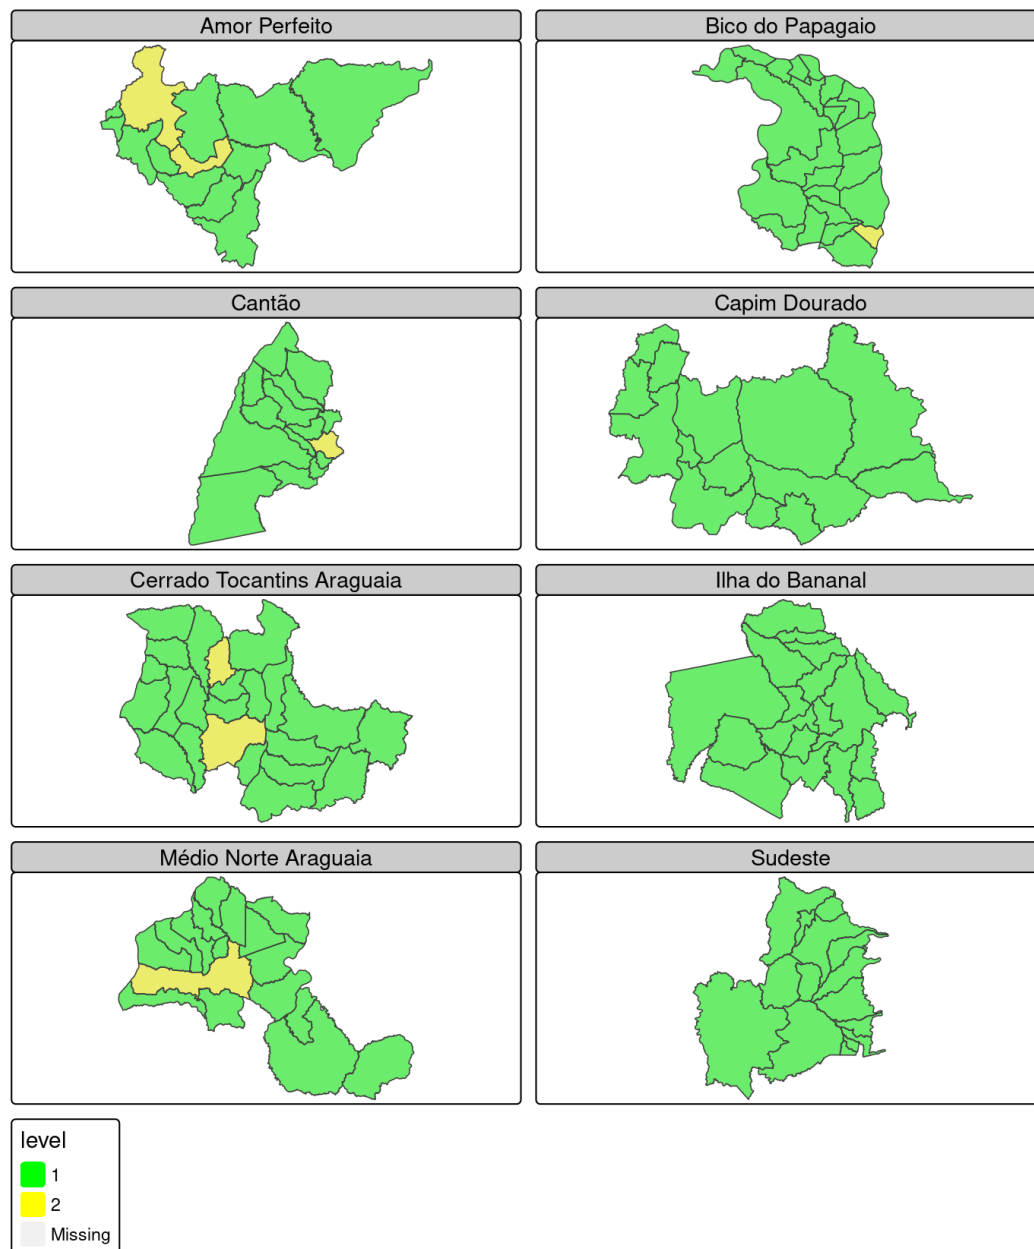 Amor Perfeito
Bico do Papagaio
Cantão
Capim Dourado
Cerrado Tocantins Araguaia
Ilha do Bananal
Médio Norte Araguaia
Sudeste
level
1
2
Missing